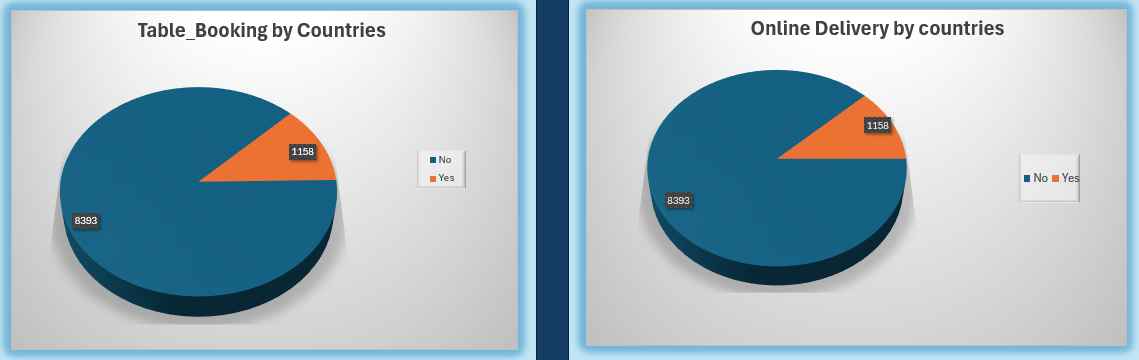 Table_Booking by Countries
1158
8393
No
Yes
Online Delivery by countries
1158
8393
No Yes